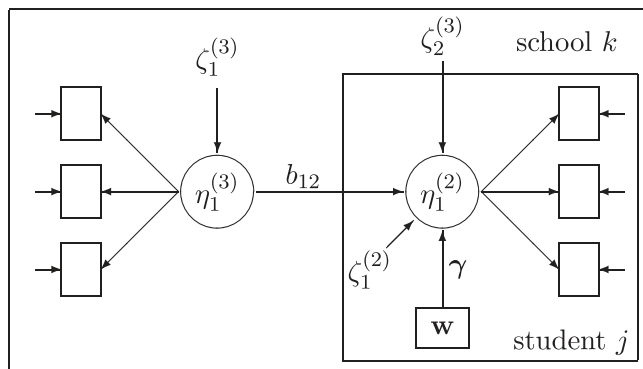 school k
ζ₁⁽³⁾
ζ₂⁽³⁾
η₁⁽³⁾
b₁₂
η₁⁽²⁾
ζ₁⁽²⁾
γ
w
student j